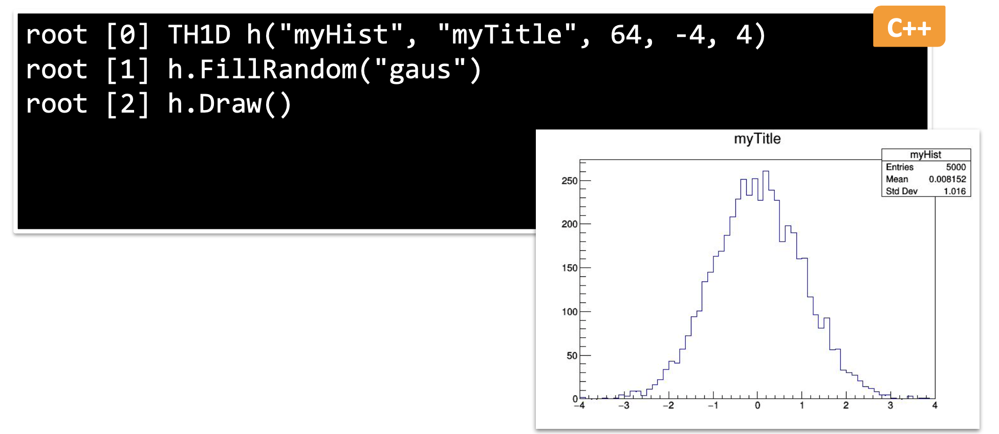 C++
root [0] TH1D h("myHist", "myTitle", 64, -4, 4)
root [1] h.FillRandom("gaus")
root [2] h.Draw()
myTitle
myHist
Entries 5000
Mean 0.008152
Std Dev 1.016
250
200
150
100
50
0
−4 −3 −2 −1 0 1 2 3 4